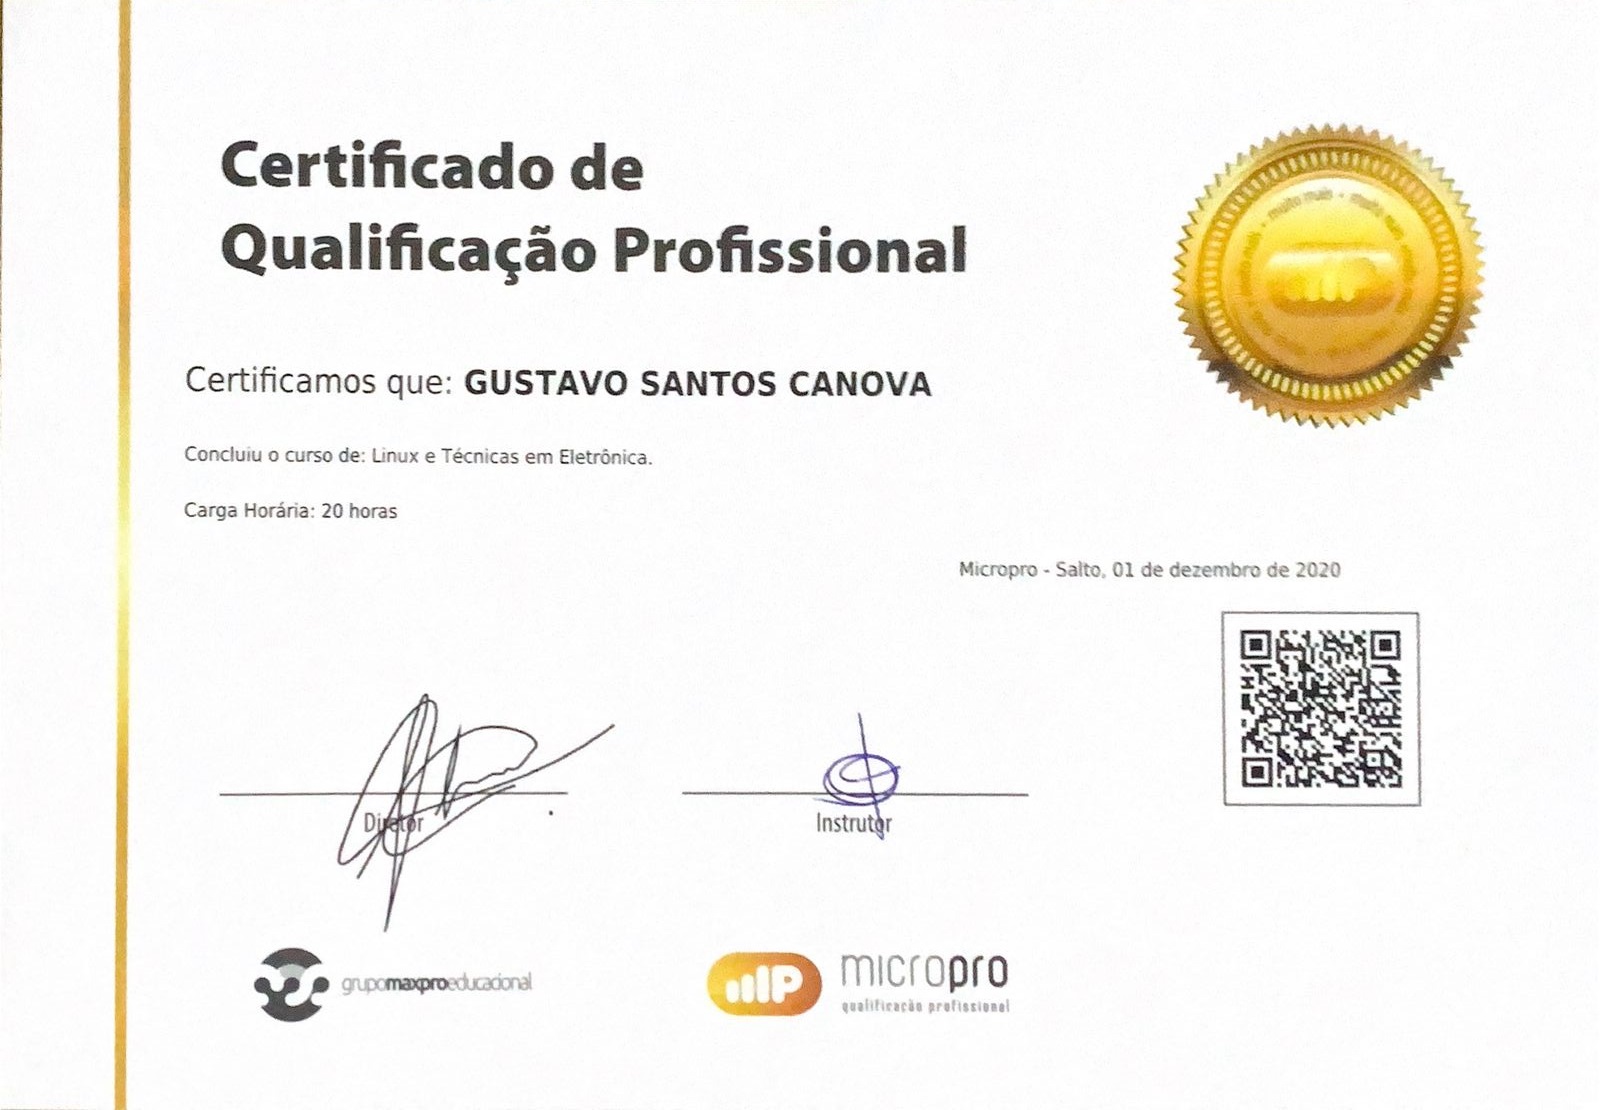 Certificado de
Qualificação Profissional
Certificamos que: GUSTAVO SANTOS CANOVA
Concluiu o curso de: Linux e Técnicas em Eletrônica.
Carga Horária: 20 horas
Micropro - Salto, 01 de dezembro de 2020
Diretor
Instrutor
grupomaxproeducacional
micropro
qualificação profissional